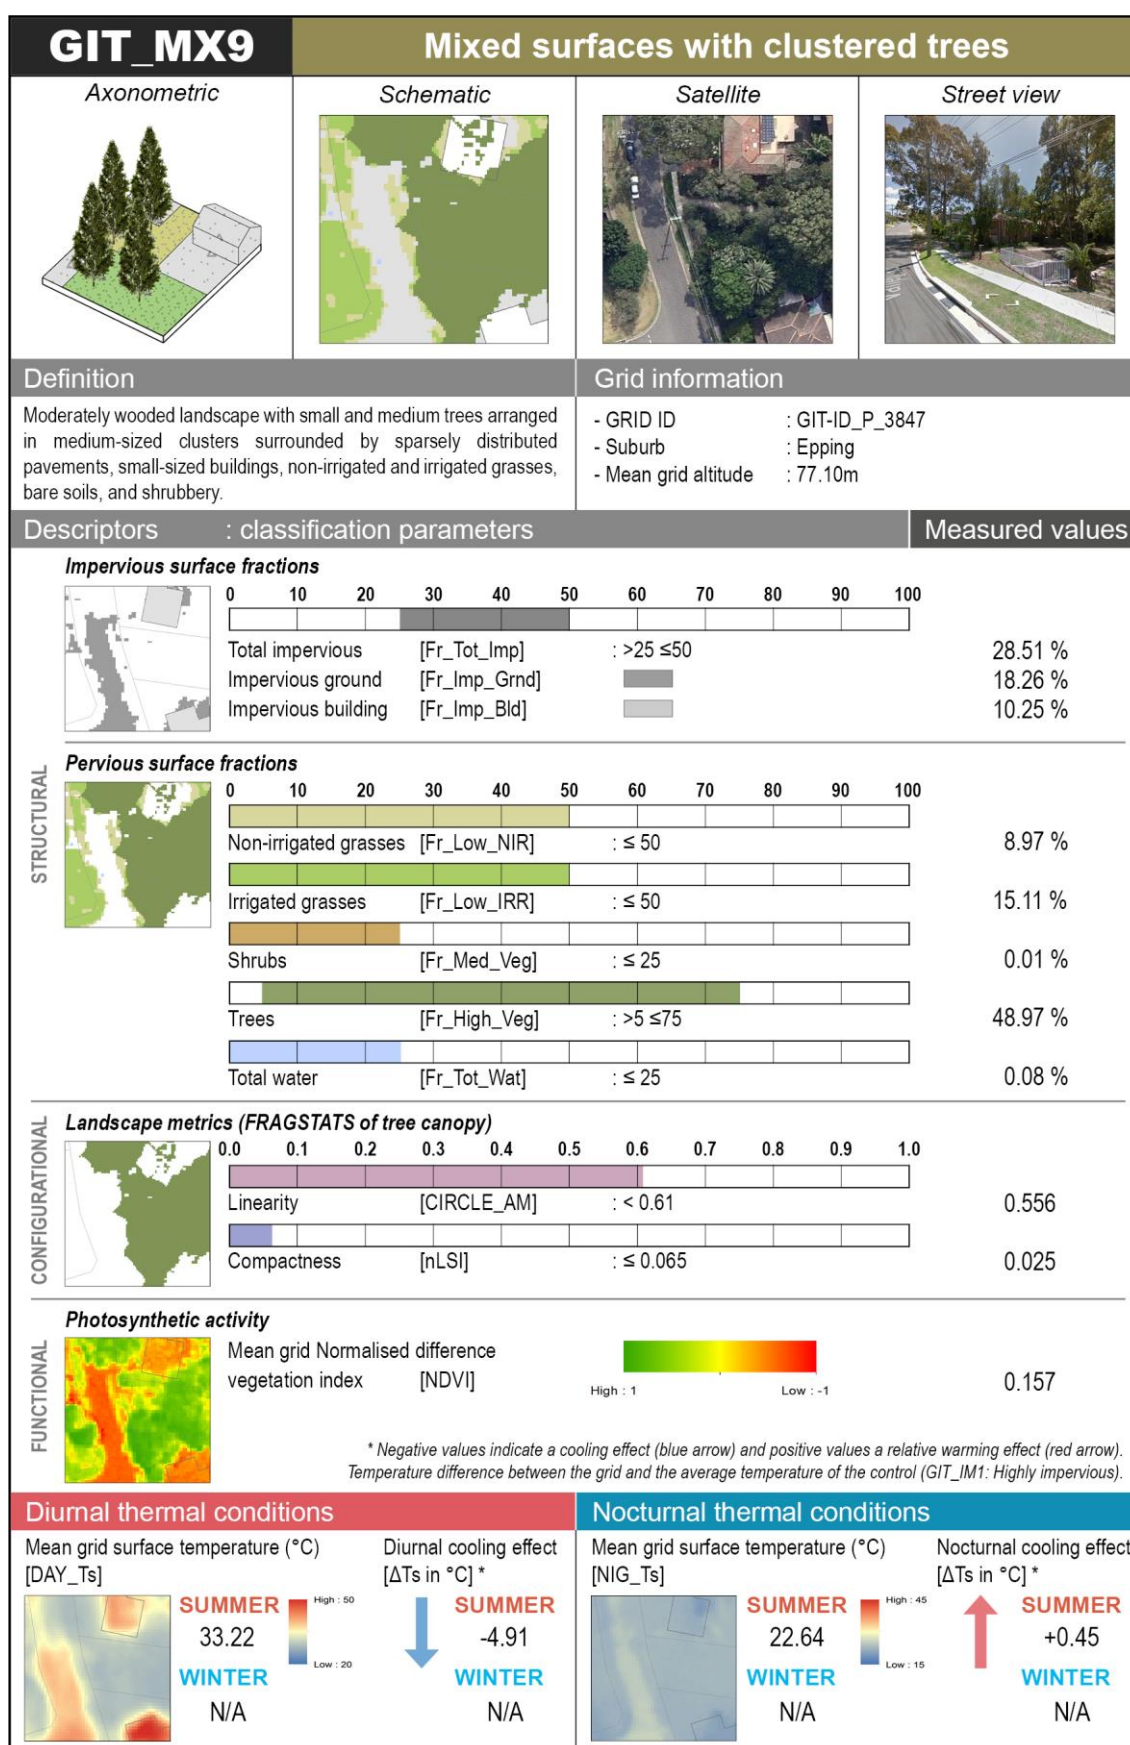 GIT_MX9 Mixed surfaces with clustered trees
Axonometric Schematic Satellite Street view
Definition
Moderately wooded landscape with small and medium trees arranged
in medium-sized clusters surrounded by sparsely distributed
pavements, small-sized buildings, non-irrigated and irrigated grasses,
bare soils, and shrubbery.
Grid information
- GRID ID : GIT-ID_P_3847
- Suburb : Epping
- Mean grid altitude : 77.10m
Descriptors : classification parameters Measured values
STRUCTURAL
Impervious surface fractions
0 10 20 30 40 50 60 70 80 90 100
Total impervious [Fr_Tot_Imp] : >25 ≤50 28.51 %
Impervious ground [Fr_Imp_Grnd] 18.26 %
Impervious building [Fr_Imp_Bld] 10.25 %
Pervious surface fractions
0 10 20 30 40 50 60 70 80 90 100
Non-irrigated grasses [Fr_Low_NIR] : ≤ 50 8.97 %
Irrigated grasses [Fr_Low_IRR] : ≤ 50 15.11 %
Shrubs [Fr_Med_Veg] : ≤ 25 0.01 %
Trees [Fr_High_Veg] : >5 ≤75 48.97 %
Total water [Fr_Tot_Wat] : ≤ 25 0.08 %
CONFIGURATIONAL
Landscape metrics (FRAGSTATS of tree canopy)
0.0 0.1 0.2 0.3 0.4 0.5 0.6 0.7 0.8 0.9 1.0
Linearity [CIRCLE_AM] : < 0.61 0.556
Compactness [nLSI] : ≤ 0.065 0.025
FUNCTIONAL
Photosynthetic activity
Mean grid Normalised difference
vegetation index [NDVI] 0.157
High : 1 Low : -1
* Negative values indicate a cooling effect (blue arrow) and positive values a relative warming effect (red arrow).
Temperature difference between the grid and the average temperature of the control (GIT_IM1: Highly impervious).
Diurnal thermal conditions
Mean grid surface temperature (°C)
[DAY_Ts]
SUMMER
33.22
WINTER
N/A
High : 50
Low : 20
Diurnal cooling effect
[ΔTs in °C] *
SUMMER
-4.91
WINTER
N/A
Nocturnal thermal conditions
Mean grid surface temperature (°C)
[NIG_Ts]
SUMMER
22.64
WINTER
N/A
High : 45
Low : 15
Nocturnal cooling effect
[ΔTs in °C] *
SUMMER
+0.45
WINTER
N/A